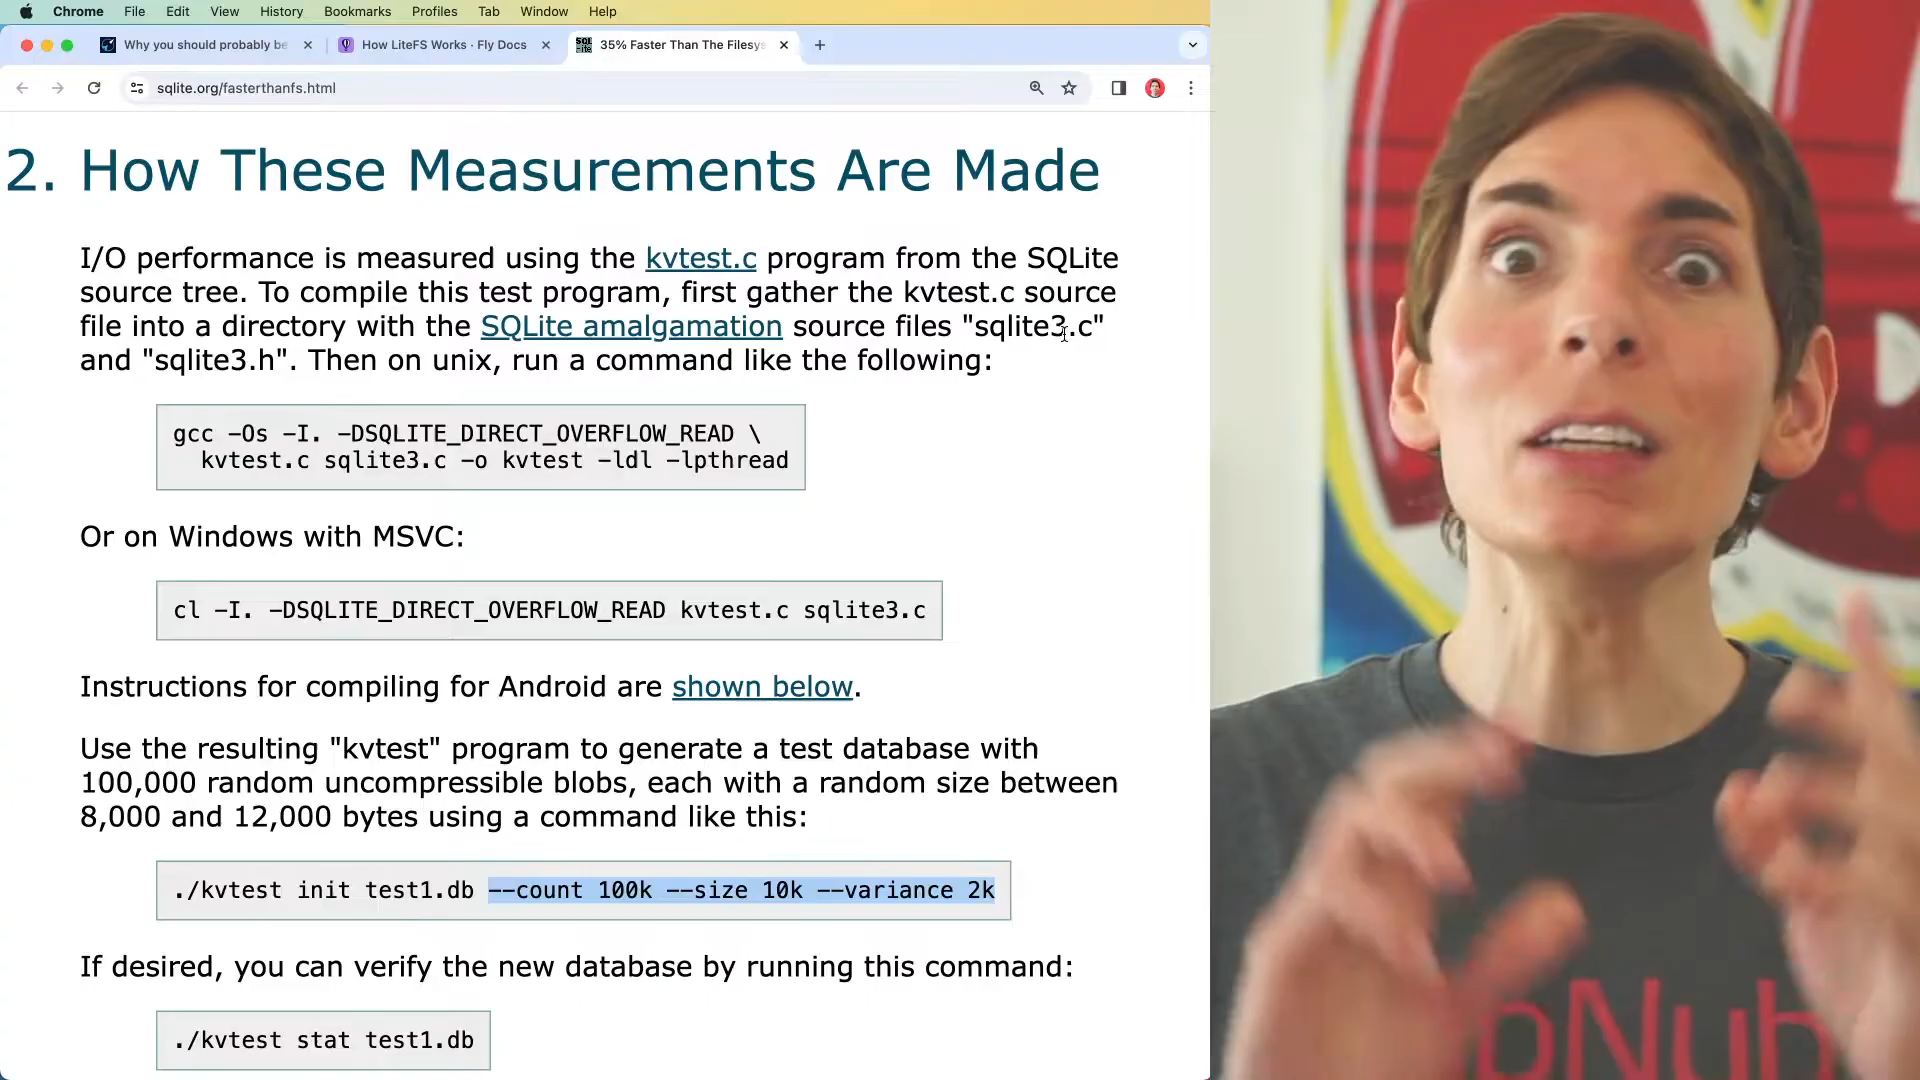 Chrome File Edit View History Bookmarks Profiles Tab Window Help
Why you should probably be
How LiteFS Works · Fly Docs
35% Faster Than The Filesy
sqlite.org/fasterthanfs.html
2. How These Measurements Are Made
I/O performance is measured using the kvtest.c program from the SQLite
source tree. To compile this test program, first gather the kvtest.c source
file into a directory with the SQLite amalgamation source files "sqlite3.c"
and "sqlite3.h". Then on unix, run a command like the following:
gcc -Os -I. -DSQLITE_DIRECT_OVERFLOW_READ \
kvtest.c sqlite3.c -o kvtest -ldl -lpthread
Or on Windows with MSVC:
cl -I. -DSQLITE_DIRECT_OVERFLOW_READ kvtest.c sqlite3.c
Instructions for compiling for Android are shown below.
Use the resulting "kvtest" program to generate a test database with
100,000 random uncompressible blobs, each with a random size between
8,000 and 12,000 bytes using a command like this:
./kvtest init test1.db --count 100k --size 10k --variance 2k
If desired, you can verify the new database by running this command:
./kvtest stat test1.db